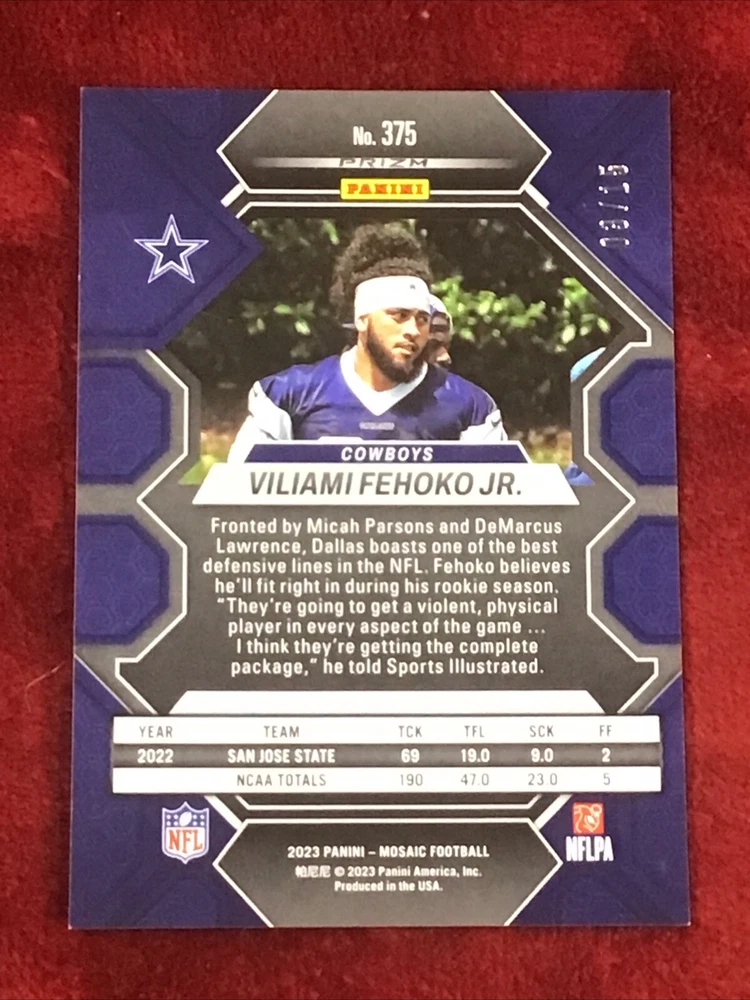 No. 375
PRIZM
PANINI
COWBOYS
VILIAMI FEHOKO JR.
Fronted by Micah Parsons and DeMarcus
Lawrence, Dallas boasts one of the best
defensive lines in the NFL. Fehoko believes
he'll fit right in during his rookie season.
"They're going to get a violent, physical
player in every aspect of the game ...
I think they're getting the complete
package," he told Sports Illustrated.
YEAR TEAM TCK TFL SCK FF
2022 SAN JOSE STATE 69 19.0 9.0 2
NCAA TOTALS 190 47.0 23.0 5
NFL
NFLPA
2023 PANINI – MOSAIC FOOTBALL
帕尼尼 © 2023 Panini America, Inc.
Produced in the USA.